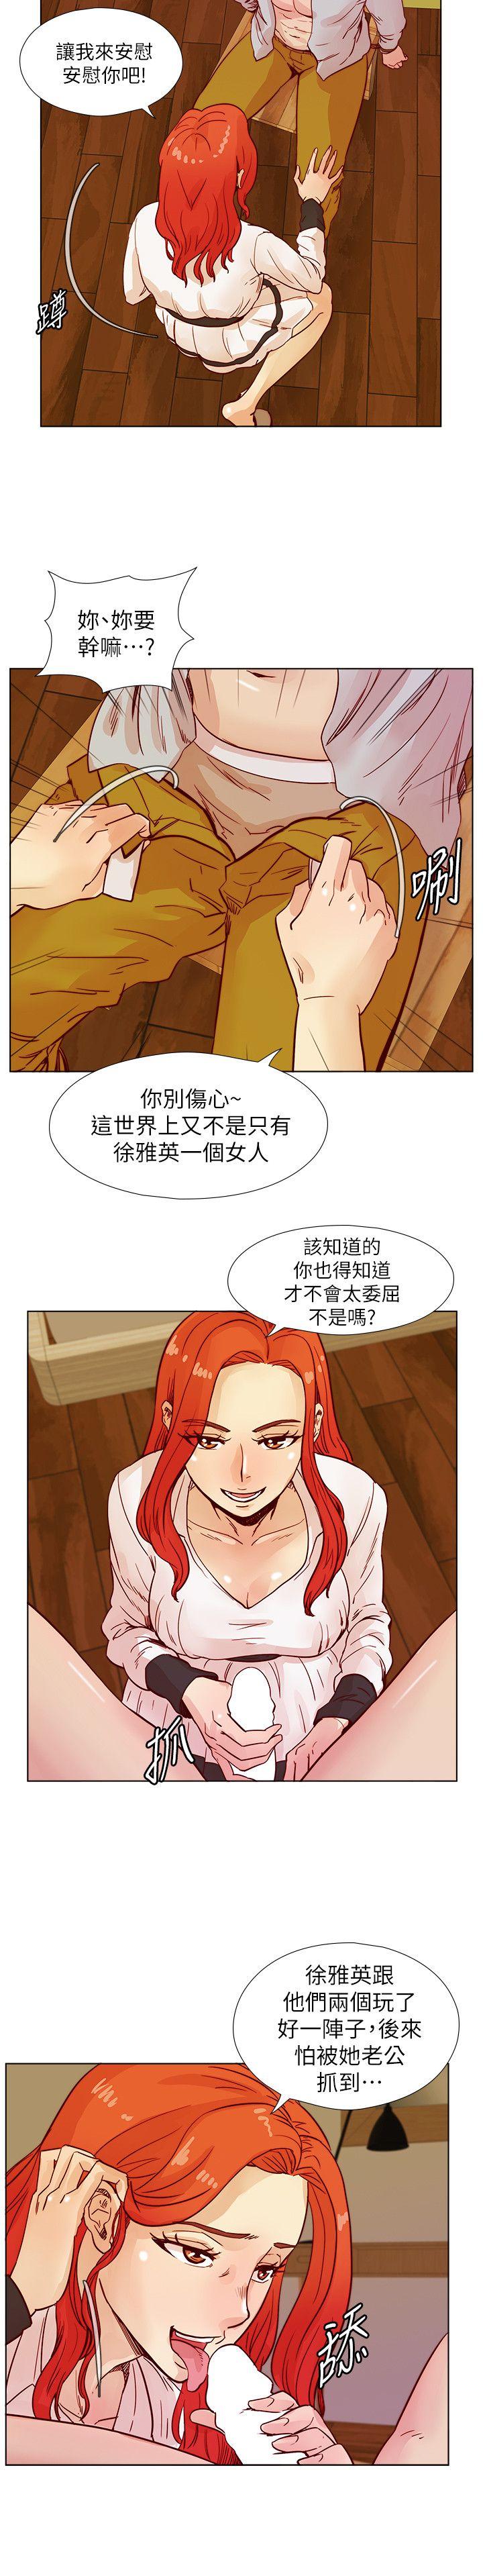 讓我來安慰
安慰你吧!
蹲
妳、妳要
幹嘛…?
唰
你別傷心~
這世界上又不是只有
徐雅英一個女人
該知道的
你也得知道
才不會太委屈
不是嗎?
抓
徐雅英跟
他們兩個玩了
好一陣子,後來
怕被她老公
抓到…
舔